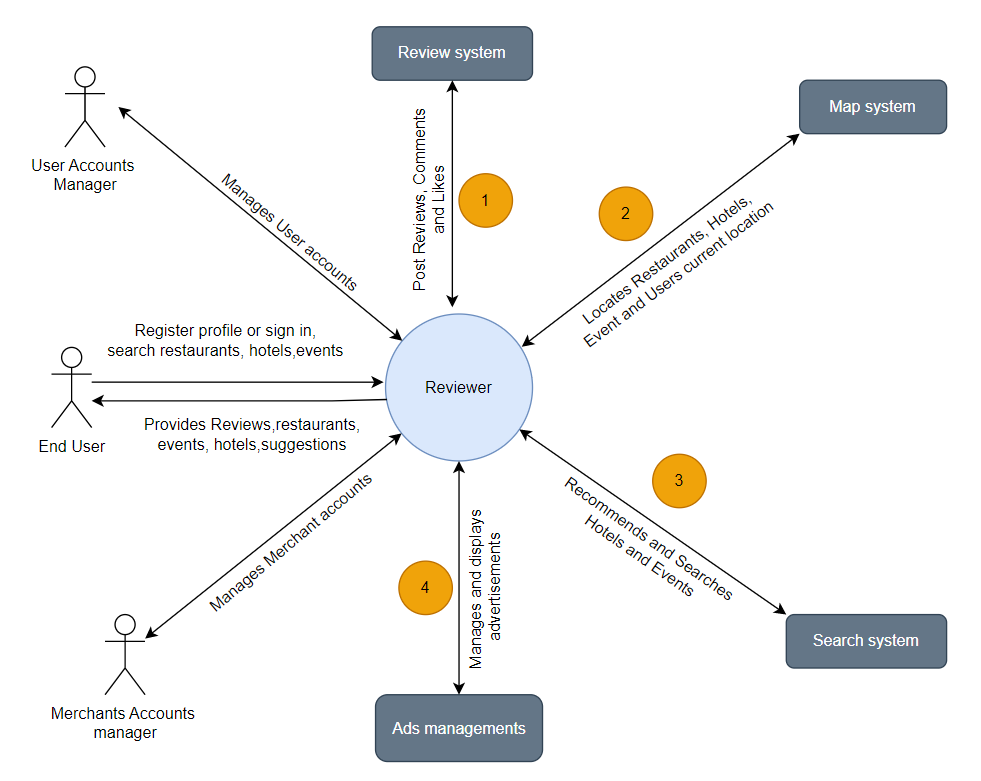 Review system
Map system
User Accounts
Manager
Manages User accounts
Post Reviews, Comments
and Likes
1
2
Locates Restaurants, Hotels,
Event and Users current location
Register profile or sign in,
search restaurants, hotels,events
Reviewer
End User
Provides Reviews,restaurants,
events, hotels,suggestions
3
Recommends and Searches
Hotels and Events
Manages Merchant accounts
4
Manages and displays
advertisements
Search system
Merchants Accounts
manager
Ads managements